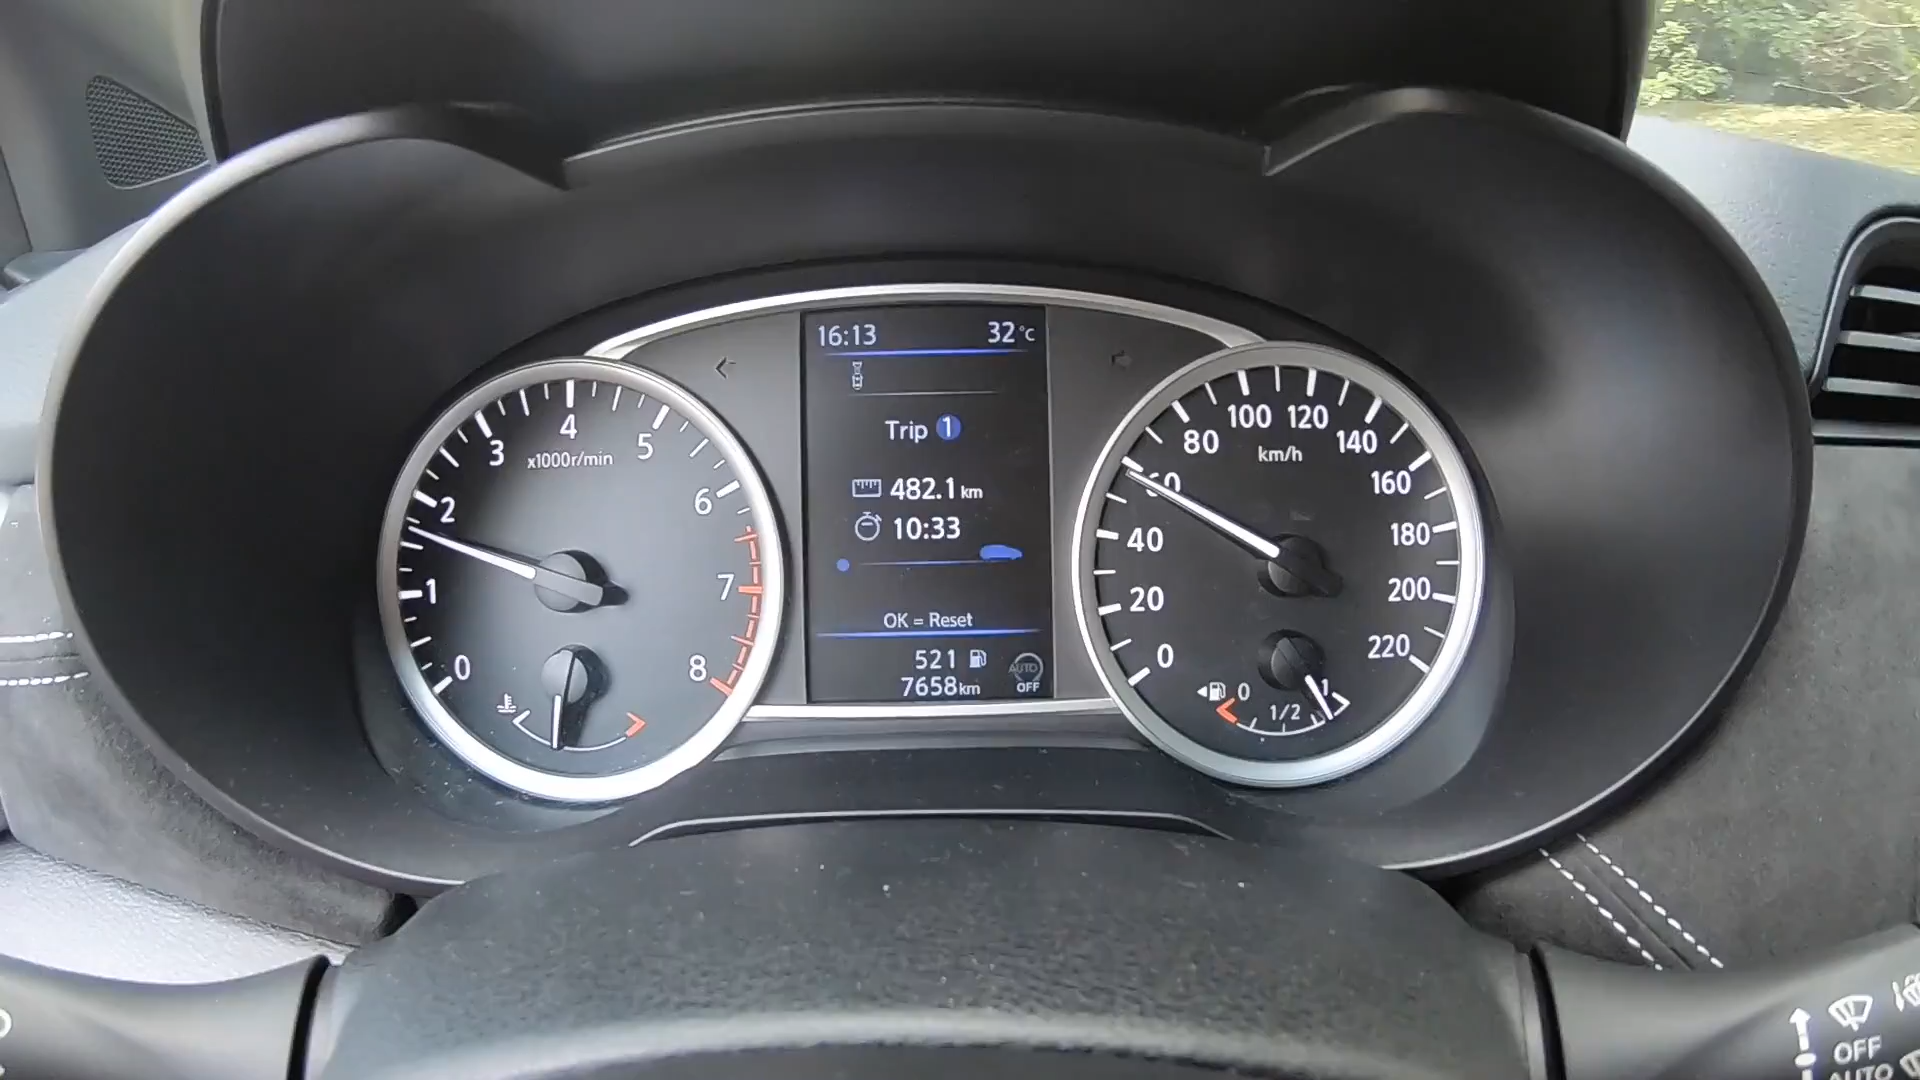 16:13 32°C
Trip 1
482.1 km
10:33
OK = Reset
521
7658km
AUTO
OFF
0
1
2
3
4
5
6
7
8
x1000r/min
0
20
40
60
80
100
120
140
160
180
200
220
km/h
0
1/2
1
OFF
AUTO